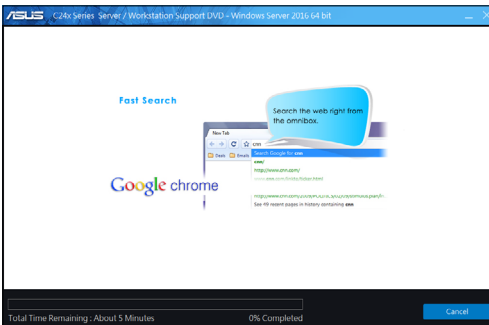 ASUS C24x Series Server / Workstation Support DVD - Windows Server 2016 64 bit
Fast Search
Search the web right from
the omnibox.
New Tab
cnn
Deals Emails
Search Google for cnn
cnn/
http://www.cnn.com/
Google chrome
See 49 recent pages in history containing cnn
Total Time Remaining : About 5 Minutes
0% Completed
Cancel